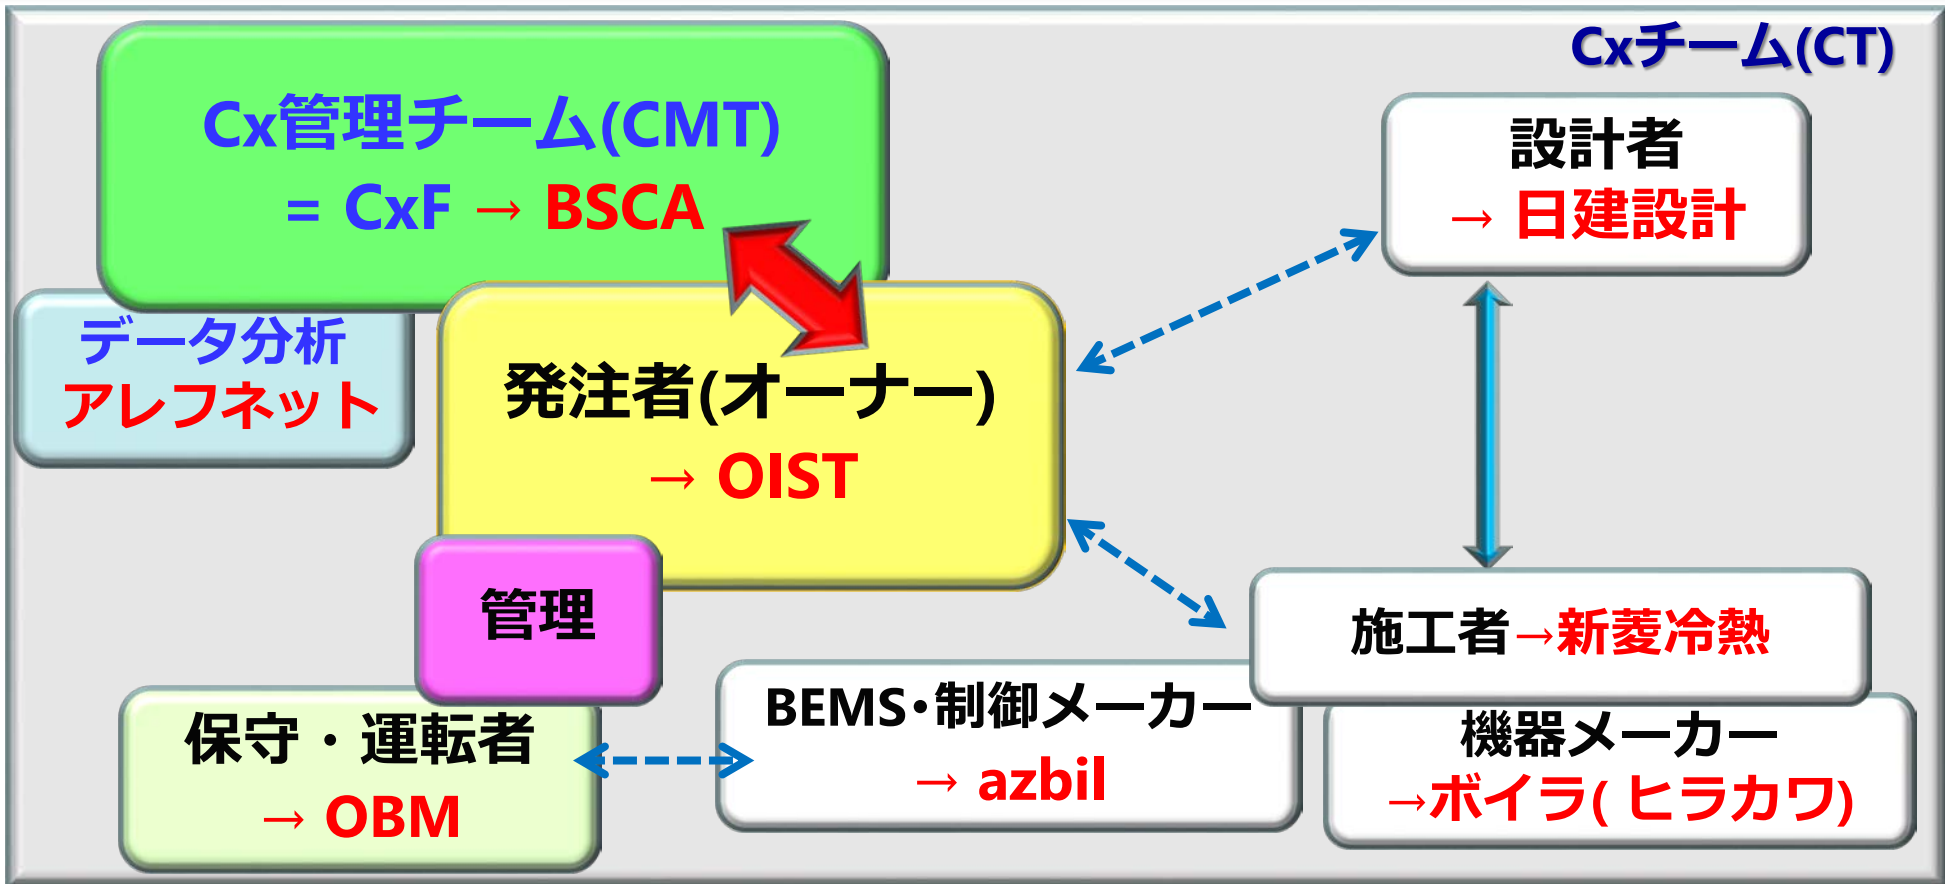 Cxチーム(CT)
Cx管理チーム(CMT)
= CxF → BSCA
設計者
→ 日建設計
データ分析
アレフネット
発注者(オーナー)
→ OIST
管理
施工者→新菱冷熱
保守・運転者
→ OBM
BEMS・制御メーカー
→ azbil
機器メーカー
→ボイラ( ヒラカワ)